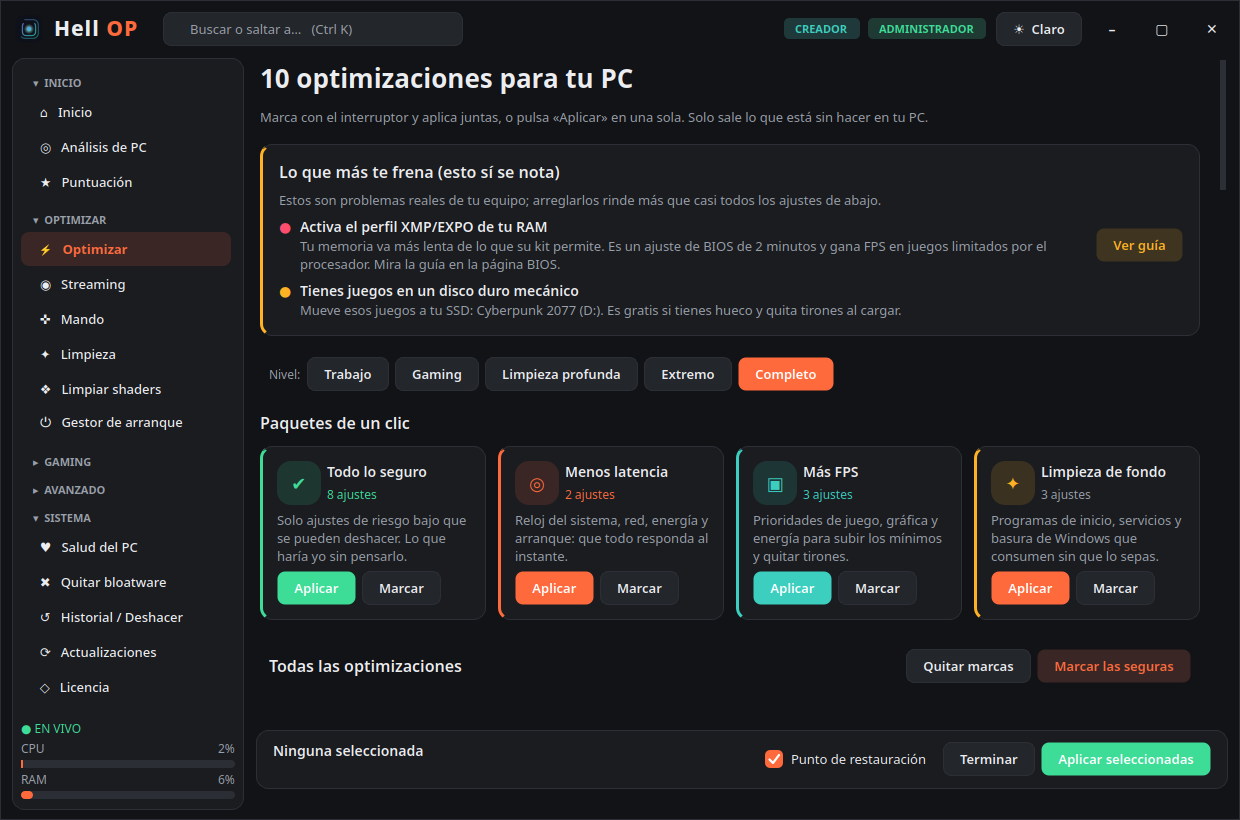 Hell OP
Buscar o saltar a... (Ctrl K)
CREADOR
ADMINISTRADOR
☀ Claro
▾ INICIO
Inicio
Análisis de PC
Puntuación
▾ OPTIMIZAR
Optimizar
Streaming
Mando
Limpieza
Limpiar shaders
Gestor de arranque
▸ GAMING
▸ AVANZADO
▾ SISTEMA
Salud del PC
Quitar bloatware
Historial / Deshacer
Actualizaciones
Licencia
EN VIVO
CPU 2%
RAM 6%
10 optimizaciones para tu PC
Marca con el interruptor y aplica juntas, o pulsa «Aplicar» en una sola. Solo sale lo que está sin hacer en tu PC.
Lo que más te frena (esto sí se nota)
Estos son problemas reales de tu equipo; arreglarlos rinde más que casi todos los ajustes de abajo.
Activa el perfil XMP/EXPO de tu RAM
Tu memoria va más lenta de lo que su kit permite. Es un ajuste de BIOS de 2 minutos y gana FPS en juegos limitados por el
procesador. Mira la guía en la página BIOS.
Ver guía
Tienes juegos en un disco duro mecánico
Mueve esos juegos a tu SSD: Cyberpunk 2077 (D:). Es gratis si tienes hueco y quita tirones al cargar.
Nivel: Trabajo Gaming Limpieza profunda Extremo Completo
Paquetes de un clic
Todo lo seguro
8 ajustes
Solo ajustes de riesgo bajo que
se pueden deshacer. Lo que
haría yo sin pensarlo.
Aplicar Marcar
Menos latencia
2 ajustes
Reloj del sistema, red, energía y
arranque: que todo responda al
instante.
Aplicar Marcar
Más FPS
3 ajustes
Prioridades de juego, gráfica y
energía para subir los mínimos
y quitar tirones.
Aplicar Marcar
Limpieza de fondo
3 ajustes
Programas de inicio, servicios y
basura de Windows que
consumen sin que lo sepas.
Aplicar Marcar
Todas las optimizaciones
Quitar marcas
Marcar las seguras
Ninguna seleccionada
Punto de restauración
Terminar
Aplicar seleccionadas